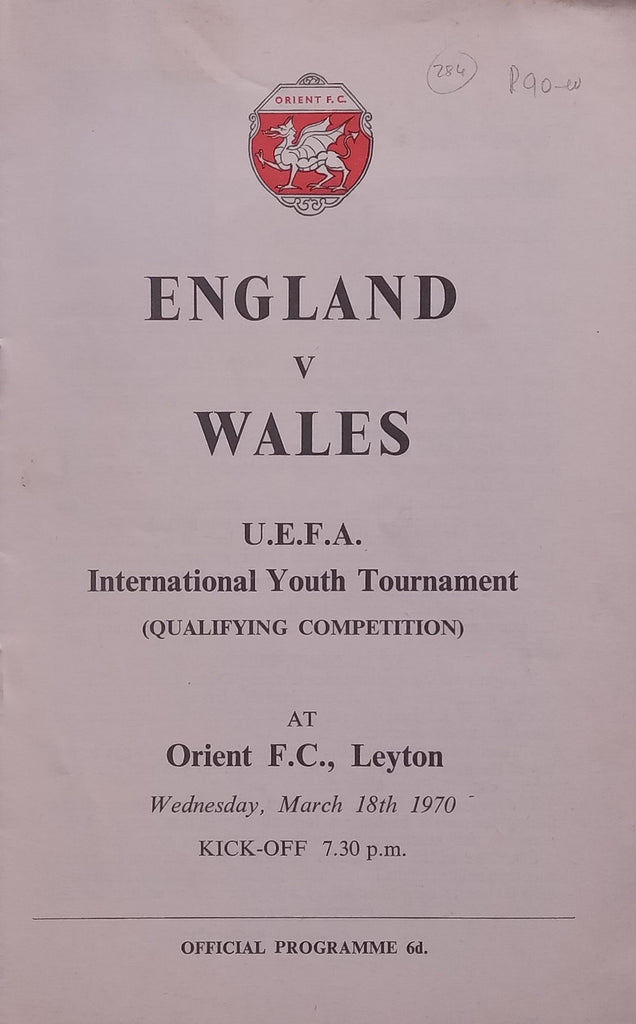 284
ORIENT F.C.
ENGLAND
V
WALES
U.E.F.A.
International Youth Tournament
(QUALIFYING COMPETITION)
AT
Orient F.C., Leyton
Wednesday, March 18th 1970
KICK-OFF 7.30 p.m.
OFFICIAL PROGRAMME 6d.